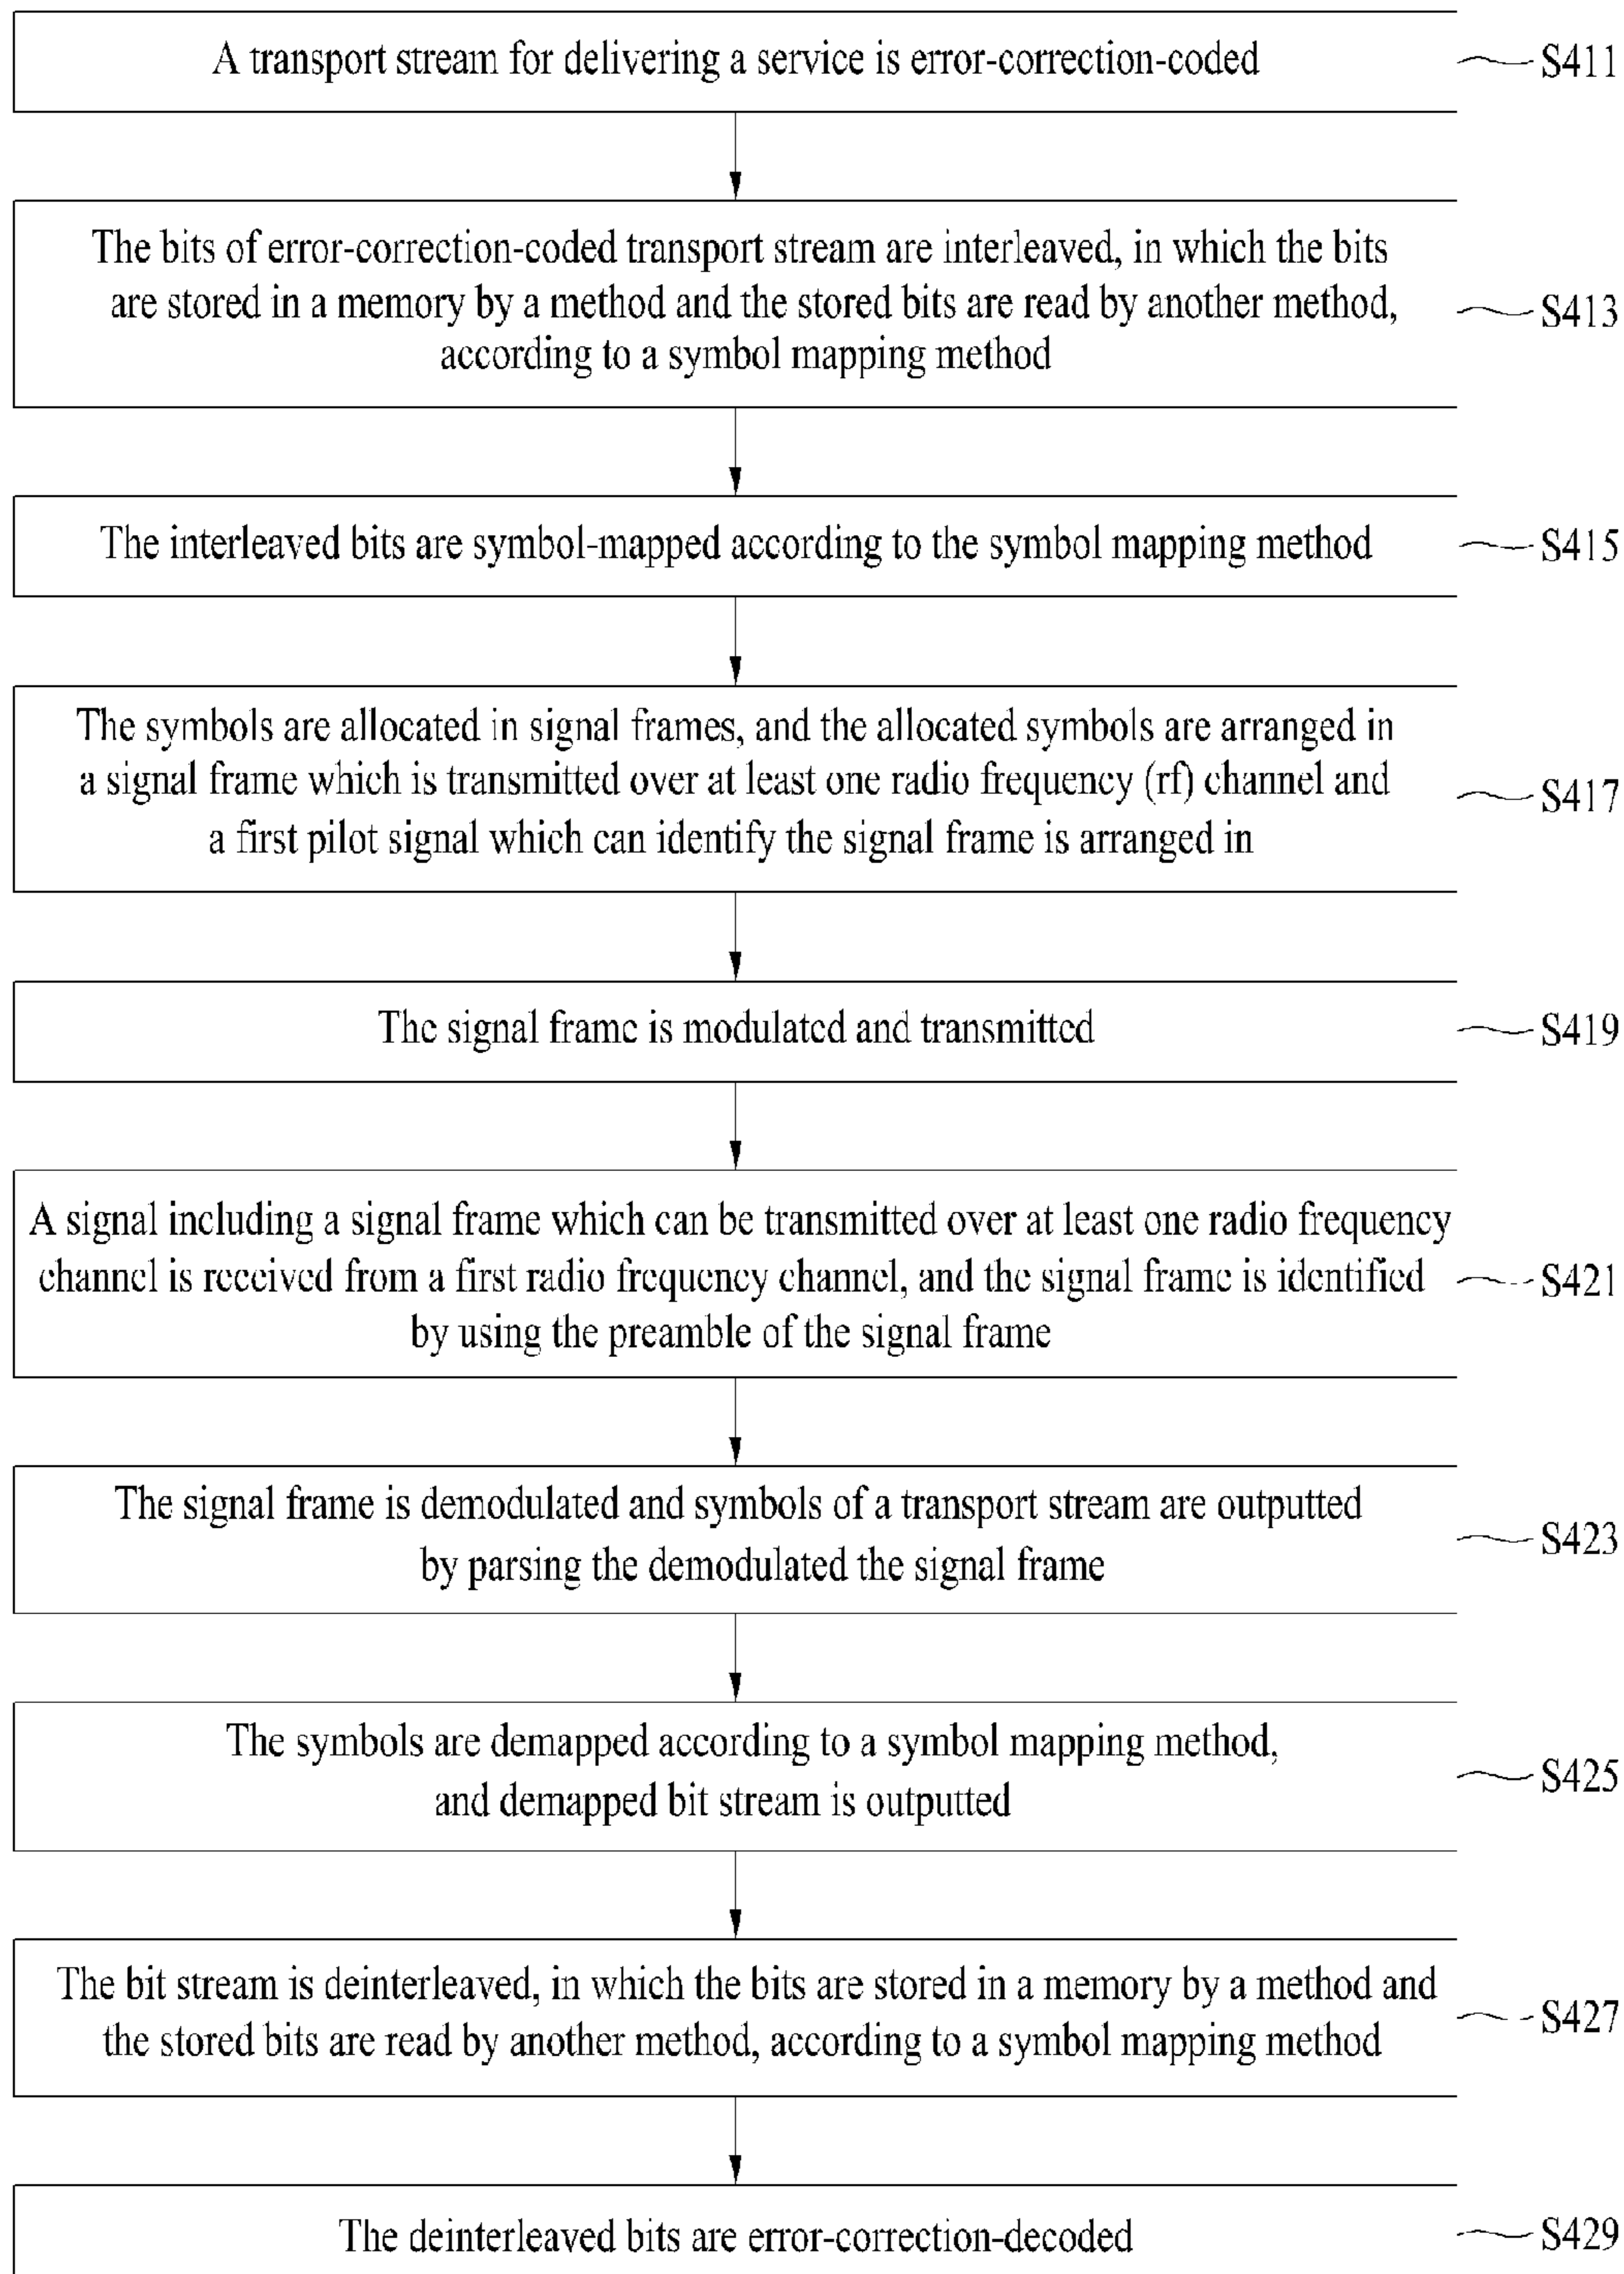 A transport stream for delivering a service is error-correction-coded
S411
The bits of error-correction-coded transport stream are interleaved, in which the bits
are stored in a memory by a method and the stored bits are read by another method,
according to a symbol mapping method
S413
The interleaved bits are symbol-mapped according to the symbol mapping method
S415
The symbols are allocated in signal frames, and the allocated symbols are arranged in
a signal frame which is transmitted over at least one radio frequency (rf) channel and
a first pilot signal which can identify the signal frame is arranged in
S417
The signal frame is modulated and transmitted
S419
A signal including a signal frame which can be transmitted over at least one radio frequency
channel is received from a first radio frequency channel, and the signal frame is identified
by using the preamble of the signal frame
S421
The signal frame is demodulated and symbols of a transport stream are outputted
by parsing the demodulated the signal frame
S423
The symbols are demapped according to a symbol mapping method,
and demapped bit stream is outputted
S425
The bit stream is deinterleaved, in which the bits are stored in a memory by a method and
the stored bits are read by another method, according to a symbol mapping method
S427
The deinterleaved bits are error-correction-decoded
S429